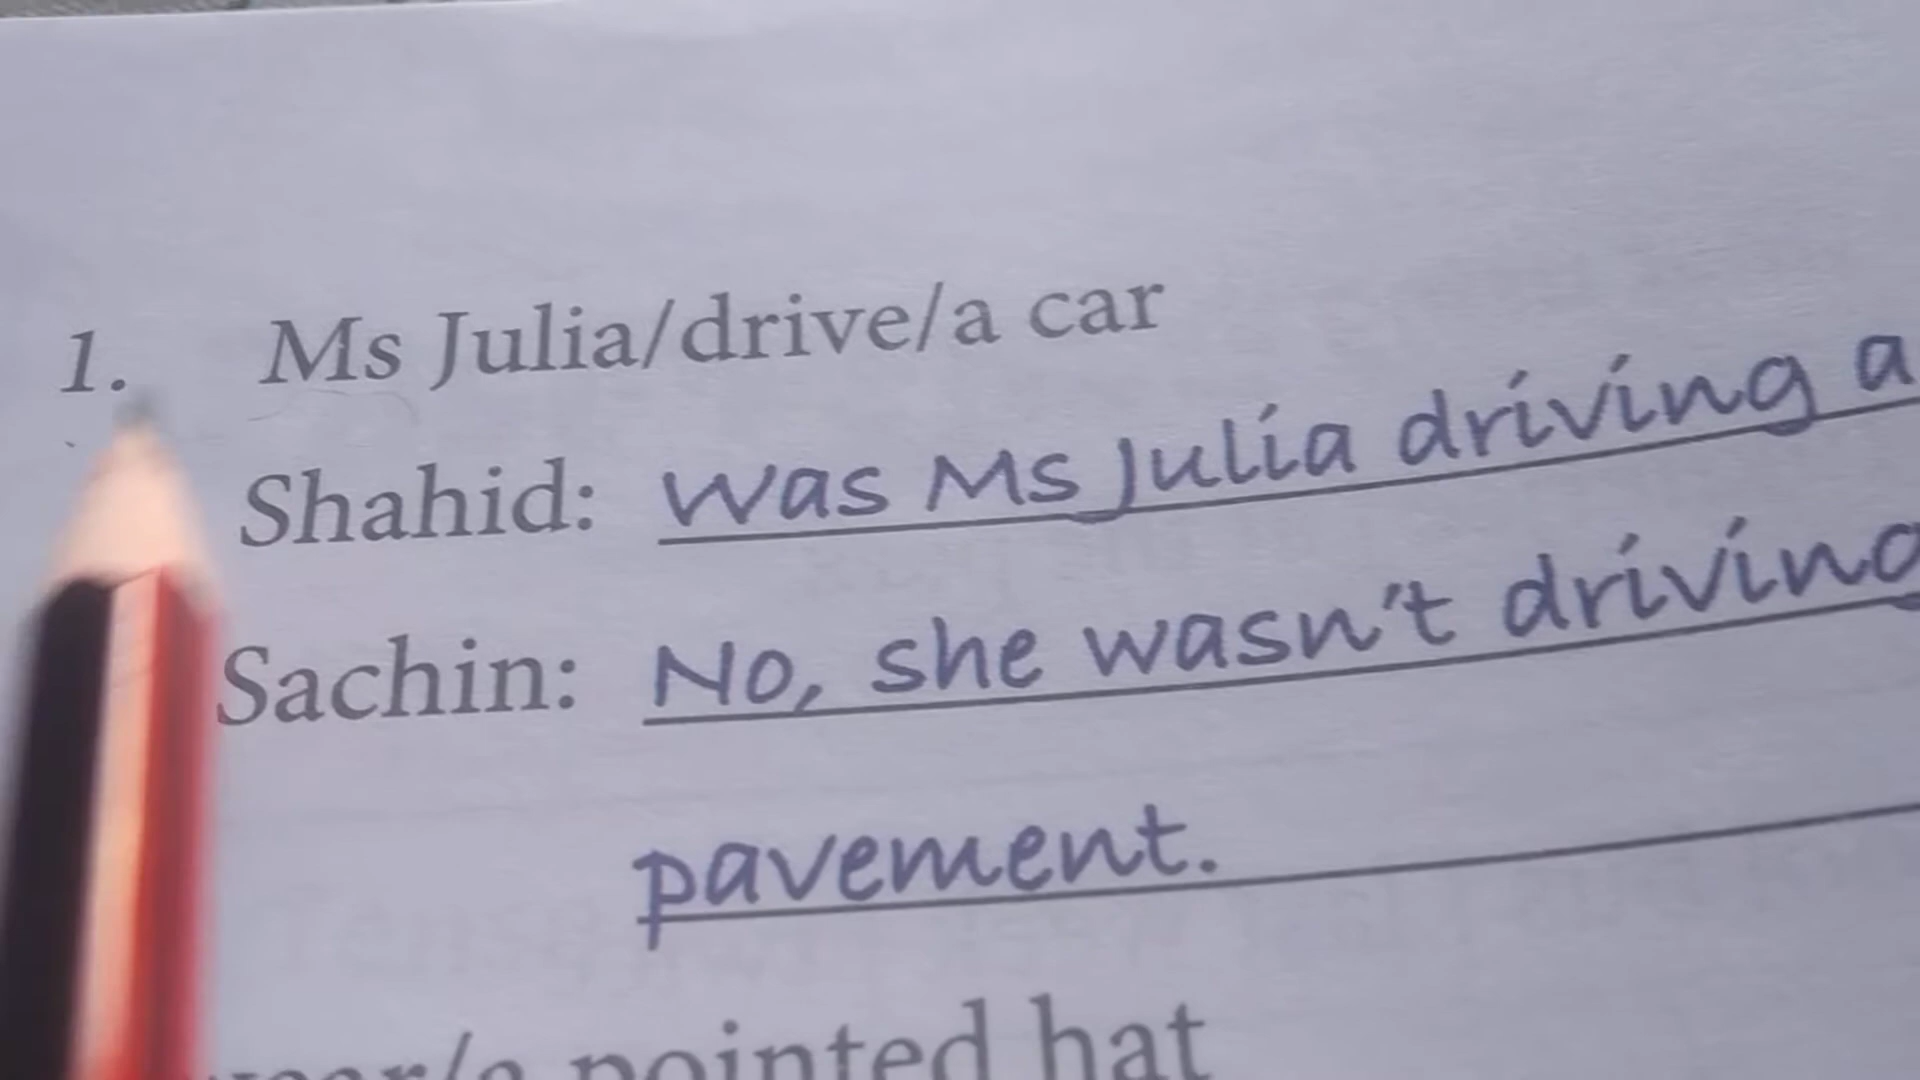 1. Ms Julia/drive/a car
Shahid: Was Ms Julia driving a
Sachin: No, she wasn't driving
pavement.
pointed hat